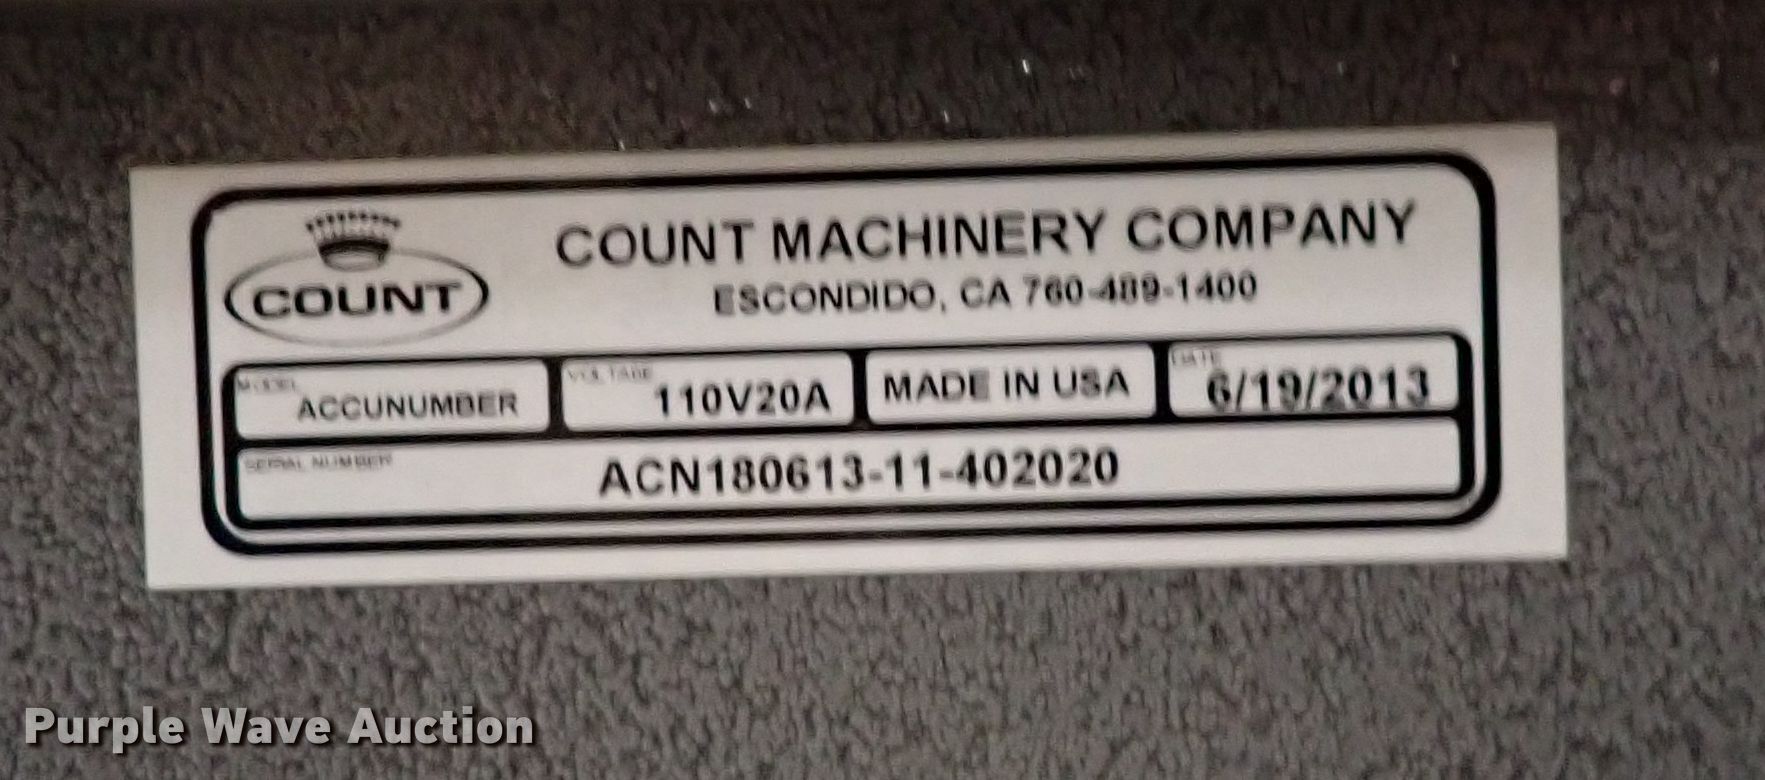 COUNT
COUNT MACHINERY COMPANY
ESCONDIDO, CA 760-489-1400
MODEL ACCUNUMBER
VOLTAGE 110V20A
MADE IN USA
DATE 6/19/2013
SERIAL NUMBER ACN180613-11-402020
Purple Wave Auction